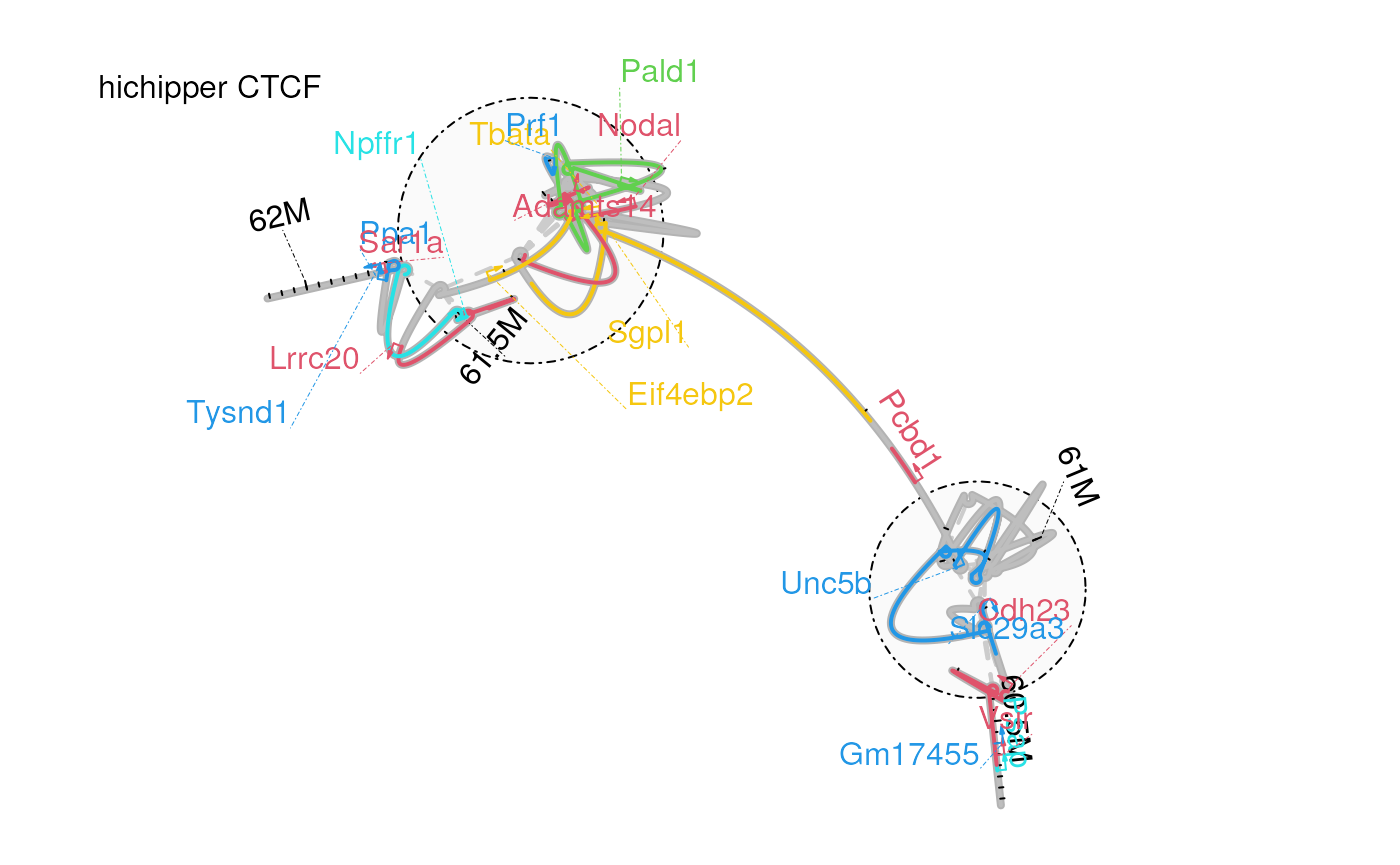 Pald1
hichipper CTCF
Prf1
Nodal
Tbata
Npffr1
Adamts14
62M
Ppa1
Sar1a
Sgpl1
61.5M
Lrrc20
Eif4ebp2
Tysnd1
Pcbd1
61M
Unc5b
Cdh23
Slc29a3
60.5M
Vsir
Psap
Gm17455